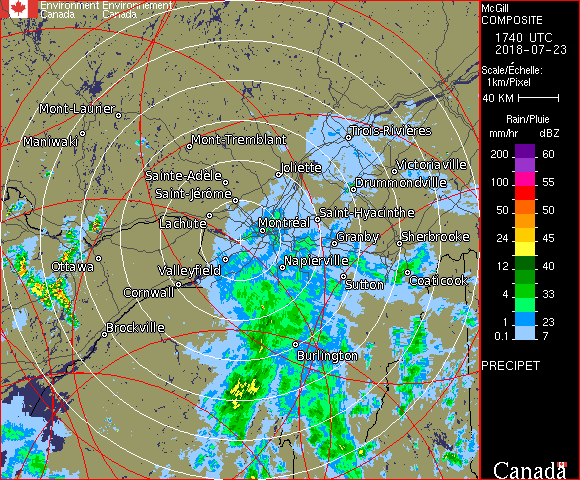 Environment Environnement
Canada Canada
McGill
COMPOSITE
1740 UTC
2018-07-23
Scale/Échelle:
1km/Pixel
40 KM
Rain/Pluie
mm/hr dBZ
200 60
100 55
50 50
24 45
12 40
4 33
1 23
0.1 7
PRECIPET
Canada
Mont-Laurier
Maniwaki
Mont-Tremblant
Trois-Rivières
Joliette
Victoriaville
Sainte-Adèle
Drummondville
Saint-Jérôme
Lachute
Saint-Hyacinthe
Montréal
Granby
Sherbrooke
Ottawa
Valleyfield
Napierville
Cornwall
Sutton
Coaticook
Brockville
Burlington